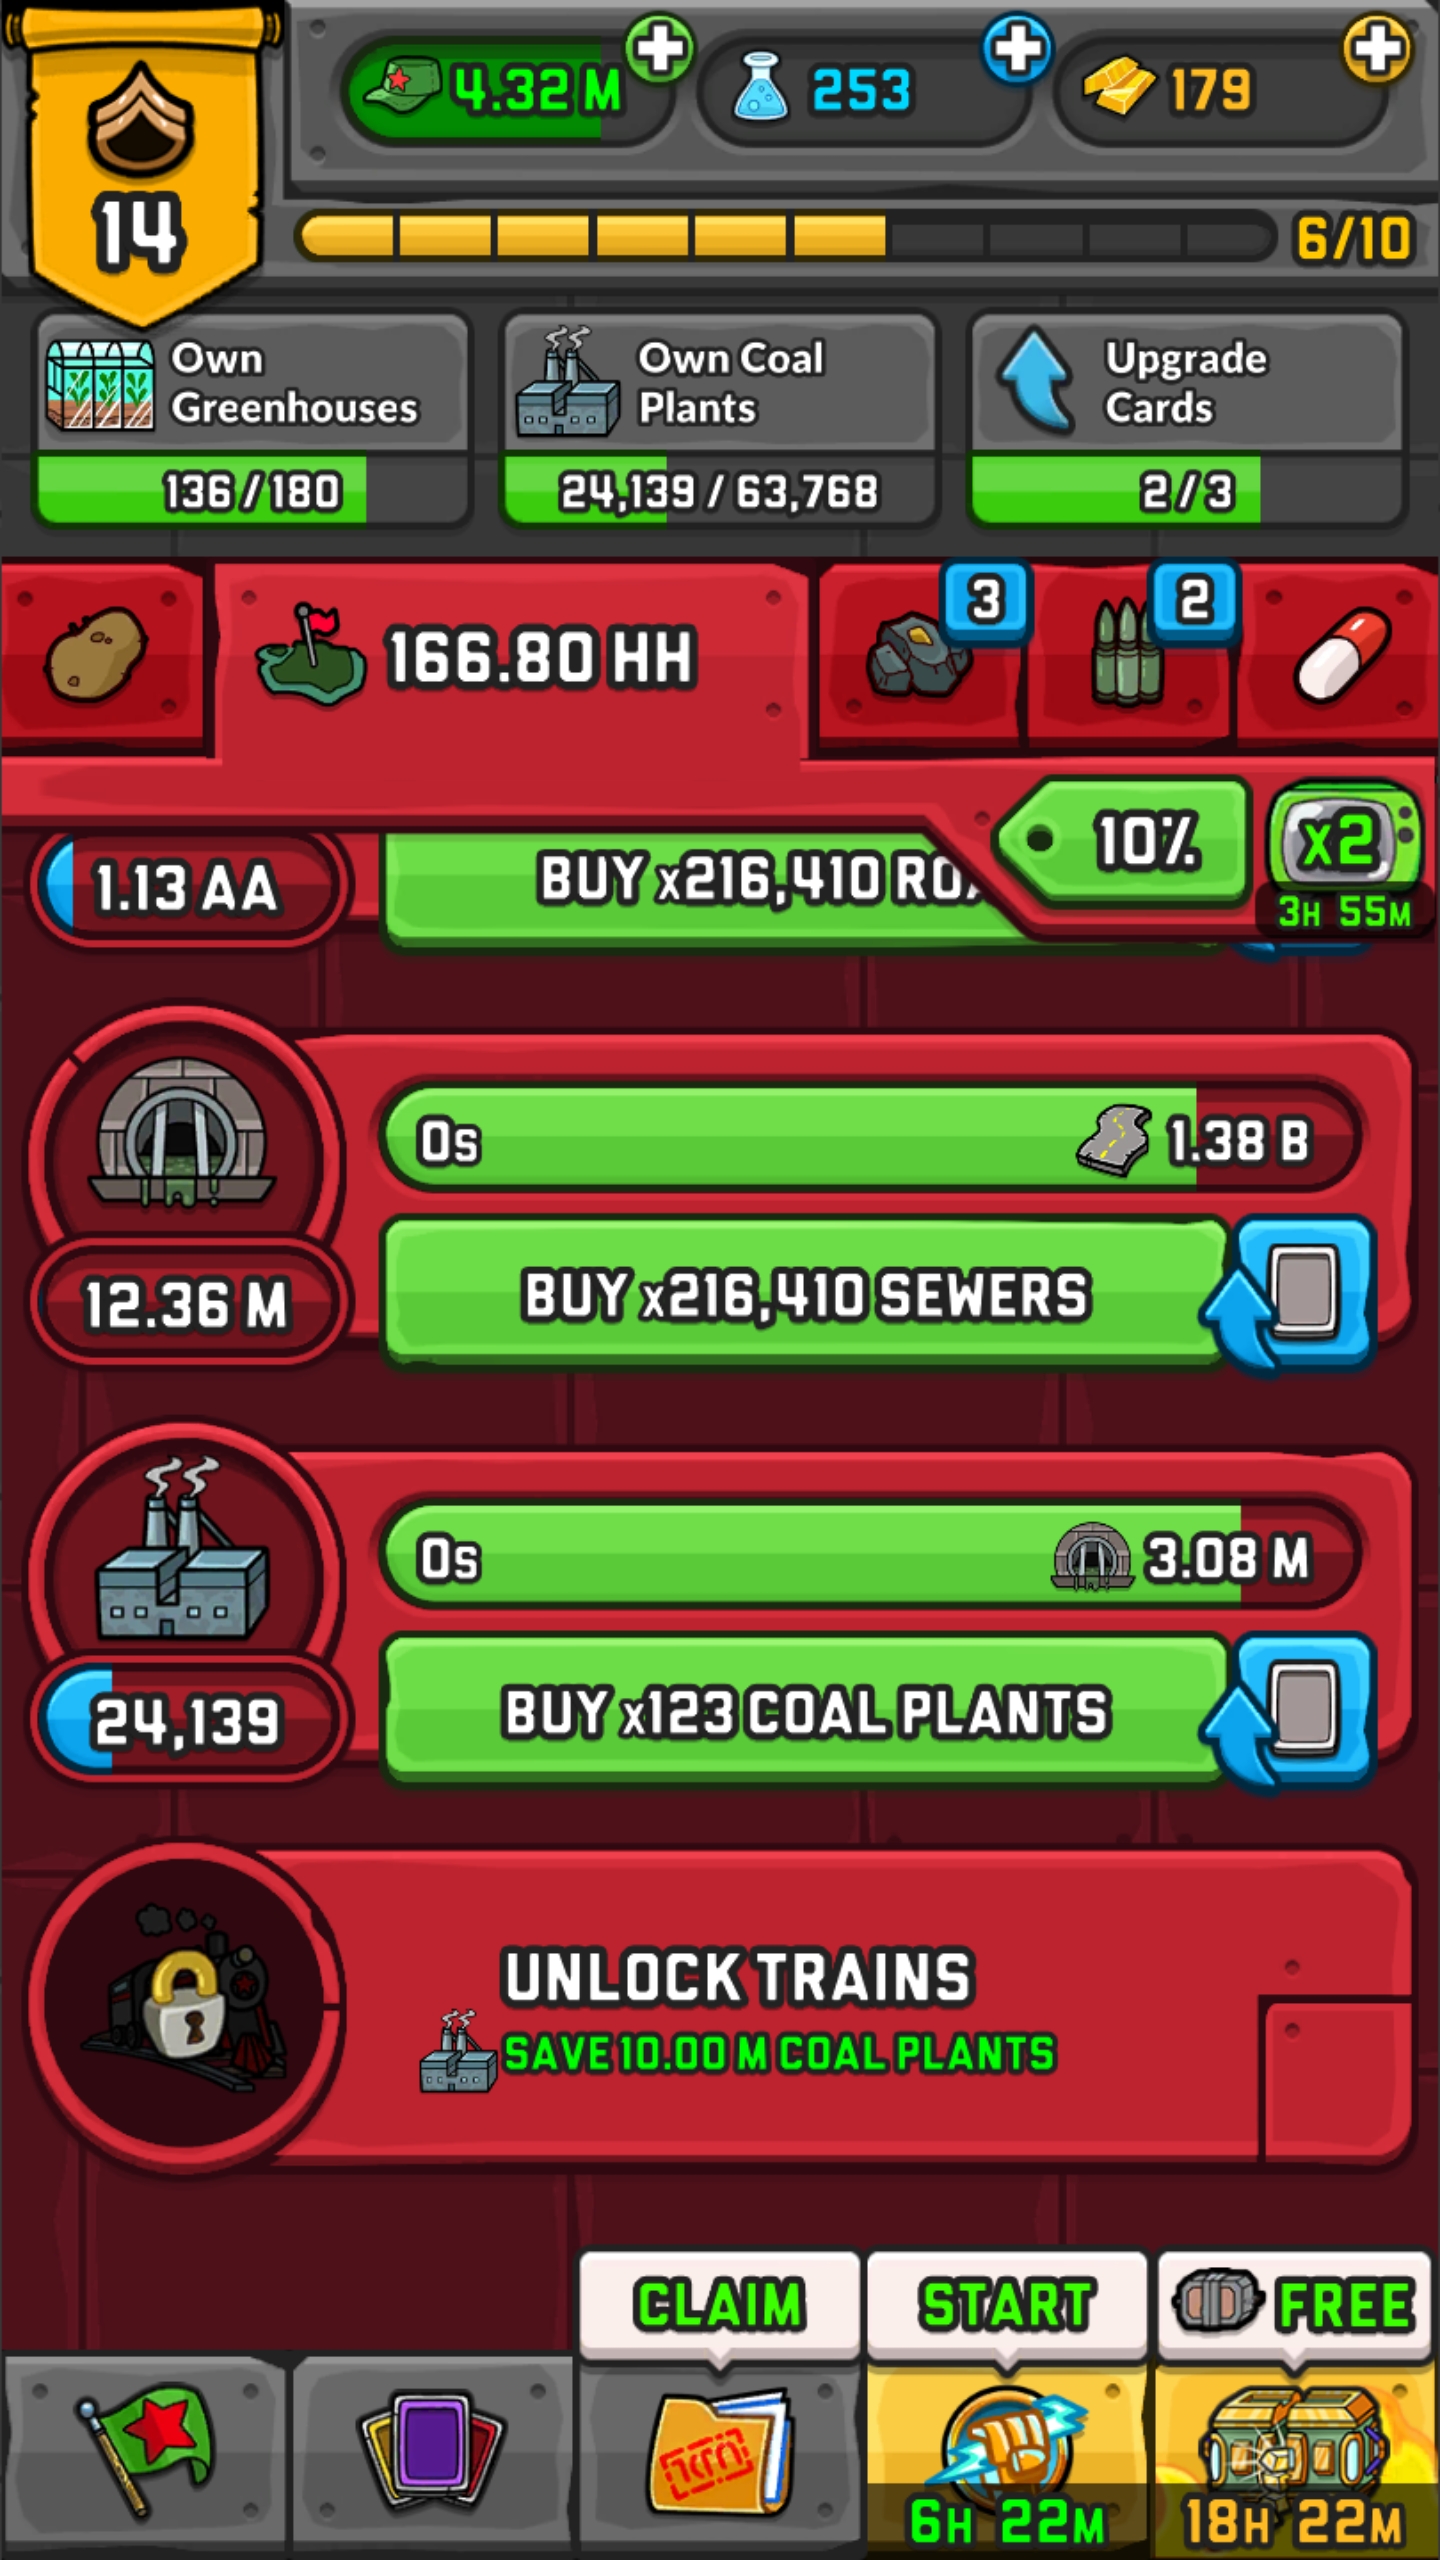 4.32 M
253
179
14
6/10
Own
Greenhouses
136/180
Own Coal
Plants
24,139/63,768
Upgrade
Cards
2/3
166.80 HH
3
2
10%
x2
3H 55M
1.13 AA
BUY x216,410
0s
1.38 B
12.36 M
BUY x216,410 SEWERS
0s
3.08 M
24,139
BUY x123 COAL PLANTS
UNLOCK TRAINS
SAVE 10.00 M COAL PLANTS
CLAIM
START
FREE
6H 22M
18H 22M